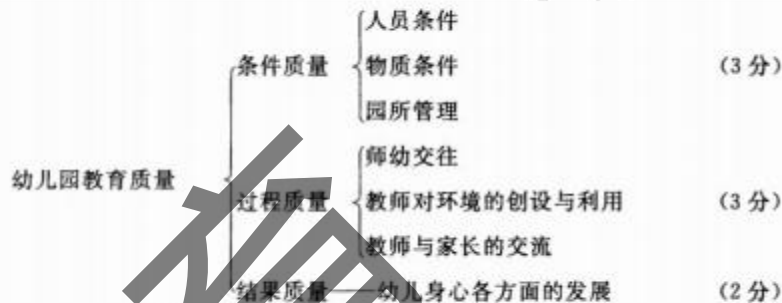 人员条件
条件质量 物质条件 (3 分)
园所管理
师幼交往
幼儿园教育质量
过程质量 教师对环境的创设与利用 (3 分)
教师与家长的交流
结果质量——幼儿身心各方面的发展 (2 分)